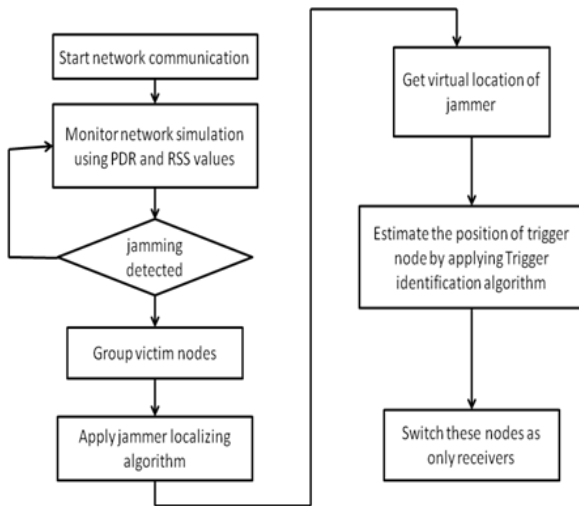 Start network communication
Monitor network simulation
using PDR and RSS values
jamming
detected
Group victim nodes
Apply jammer localizing
algorithm
Get virtual location of
jammer
Estimate the position of trigger
node by applying Trigger
identification algorithm
Switch these nodes as
only receivers